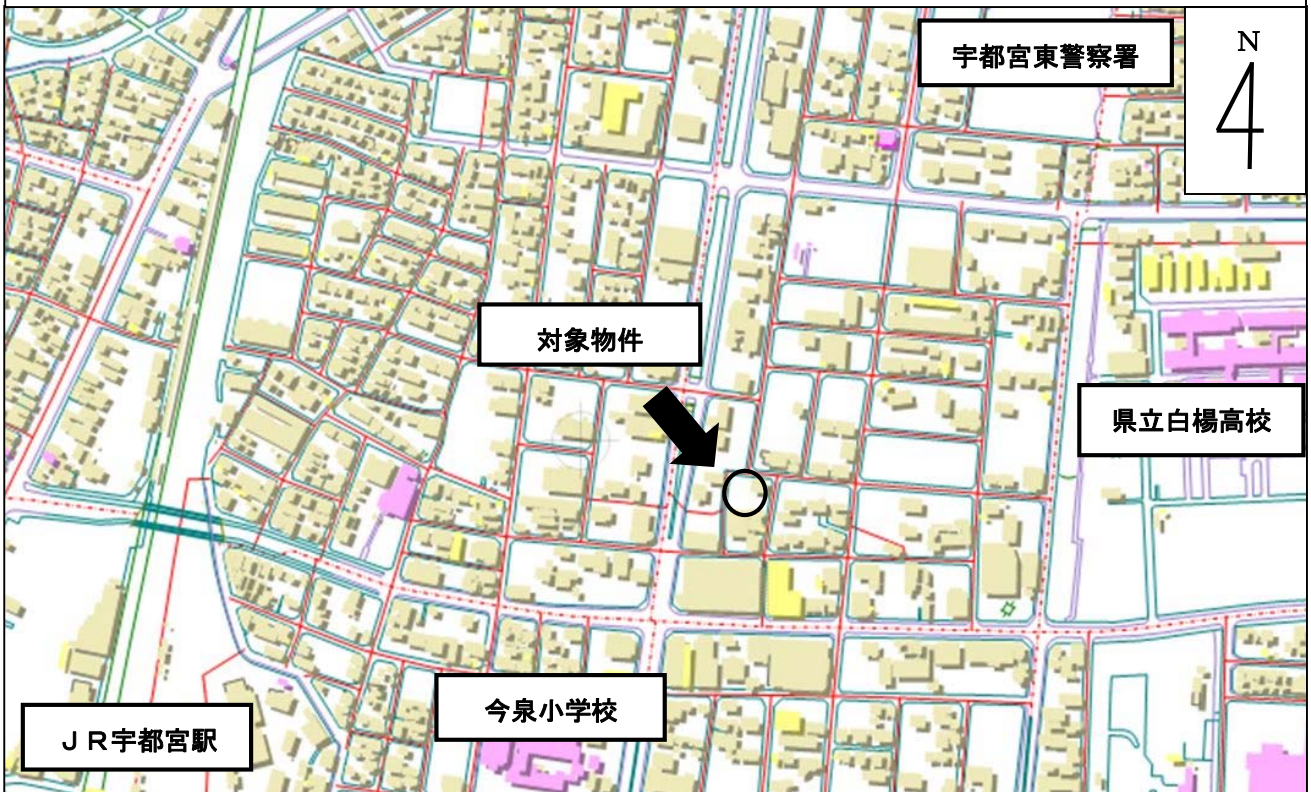 宇都宮東警察署
N
対象物件
県立白楊高校
今泉小学校
ＪＲ宇都宮駅